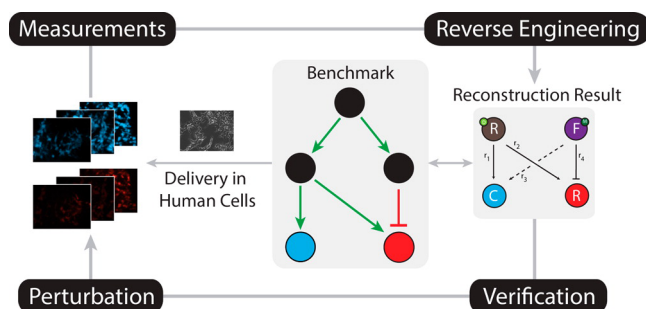 Measurements
Reverse Engineering
Benchmark
Reconstruction Result
R
F
r1
r2
r3
r4
C
R
Delivery in
Human Cells
Perturbation
Verification